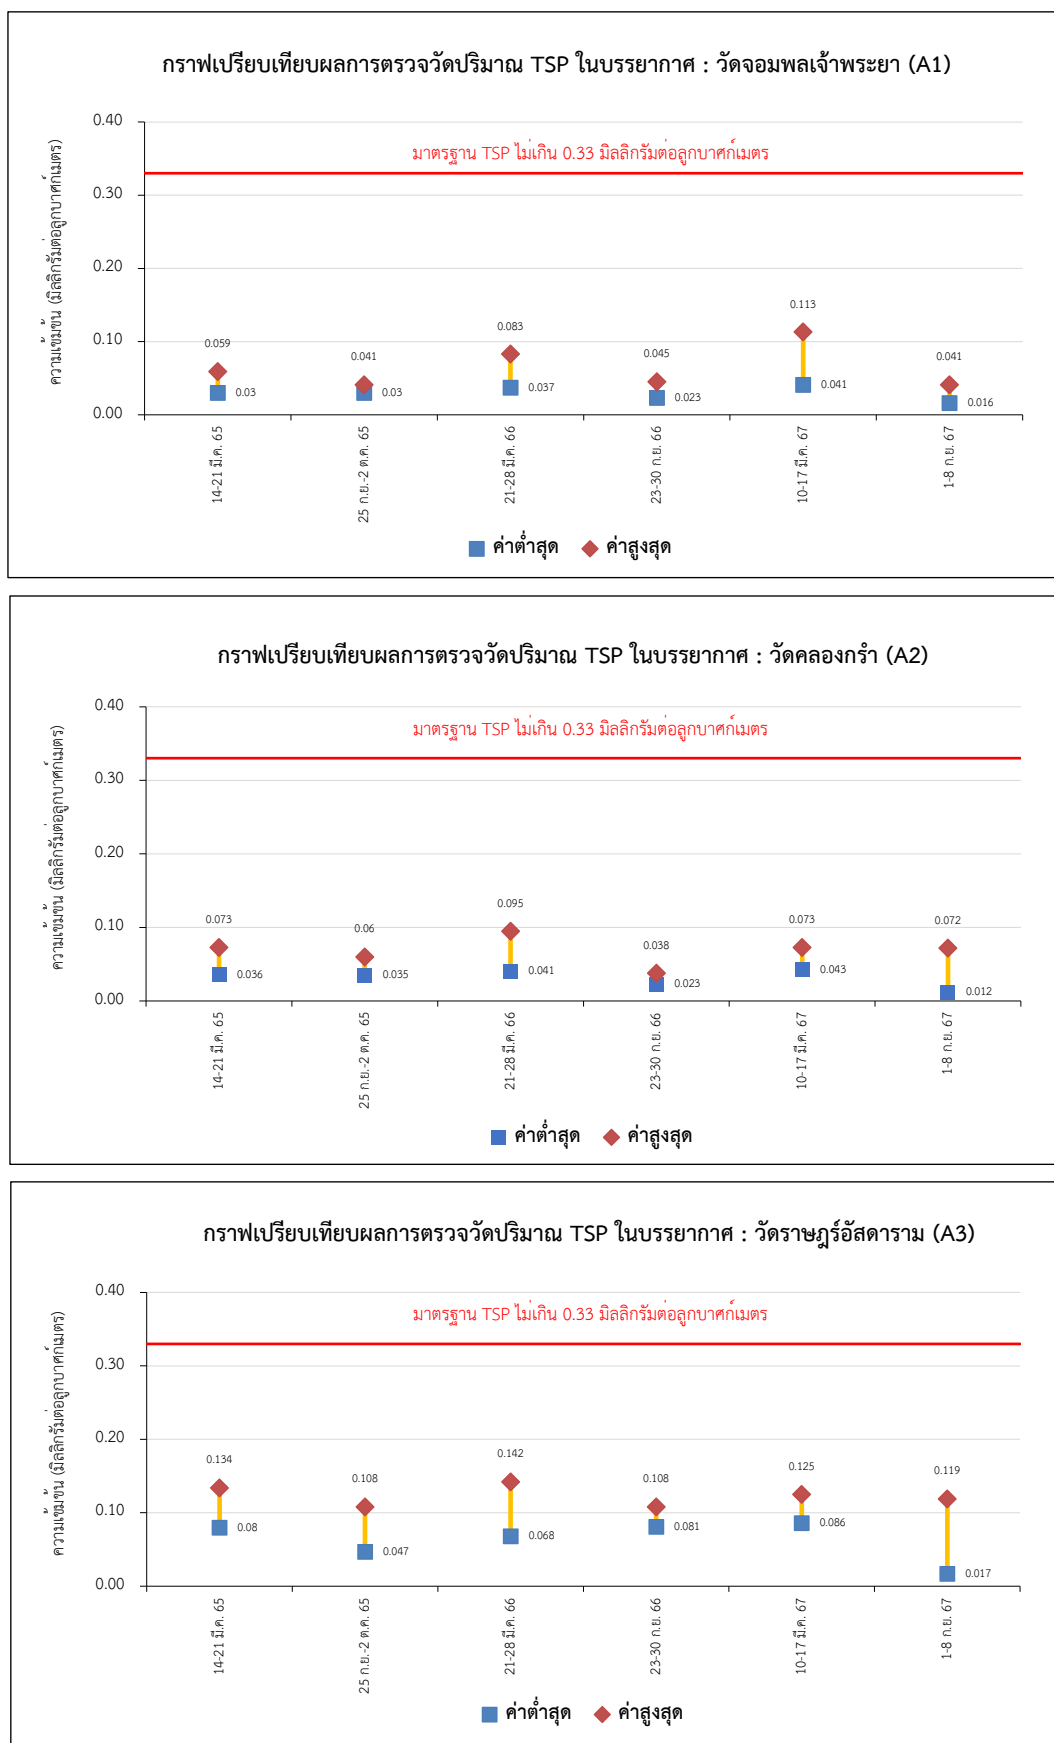 กราฟเปรียบเทียบผลการตรวจวัดปริมาณ TSP ในบรรยากาศ : วัดจอมพลเจ้าพระยา (A1)
ความเข้มข้น (มิลลิกรัมต่อลูกบาศก์เมตร)
0.40
มาตรฐาน TSP ไม่เกิน 0.33 มิลลิกรัมต่อลูกบาศก์เมตร
0.30
0.20
0.10
0.00
0.059
0.041
0.083
0.045
0.113
0.041
0.03
0.03
0.037
0.023
0.041
0.016
14-21 มี.ค. 65
25 ก.ย.-2 ต.ค. 65
21-28 มี.ค. 66
23-30 ก.ย. 66
10-17 มี.ค. 67
1-8 ก.ย. 67
ค่าต่ำสุด
ค่าสูงสุด
กราฟเปรียบเทียบผลการตรวจวัดปริมาณ TSP ในบรรยากาศ : วัดคลองกรำ (A2)
ความเข้มข้น (มิลลิกรัมต่อลูกบาศก์เมตร)
0.40
มาตรฐาน TSP ไม่เกิน 0.33 มิลลิกรัมต่อลูกบาศก์เมตร
0.30
0.20
0.10
0.00
0.073
0.06
0.095
0.038
0.073
0.072
0.036
0.035
0.041
0.023
0.043
0.012
14-21 มี.ค. 65
25 ก.ย.-2 ต.ค. 65
21-28 มี.ค. 66
23-30 ก.ย. 66
10-17 มี.ค. 67
1-8 ก.ย. 67
ค่าต่ำสุด
ค่าสูงสุด
กราฟเปรียบเทียบผลการตรวจวัดปริมาณ TSP ในบรรยากาศ : วัดราษฎร์อัสดาราม (A3)
ความเข้มข้น (มิลลิกรัมต่อลูกบาศก์เมตร)
0.40
มาตรฐาน TSP ไม่เกิน 0.33 มิลลิกรัมต่อลูกบาศก์เมตร
0.30
0.20
0.10
0.00
0.134
0.108
0.142
0.108
0.125
0.119
0.08
0.047
0.068
0.081
0.086
0.017
14-21 มี.ค. 65
25 ก.ย.-2 ต.ค. 65
21-28 มี.ค. 66
23-30 ก.ย. 66
10-17 มี.ค. 67
1-8 ก.ย. 67
ค่าต่ำสุด
ค่าสูงสุด